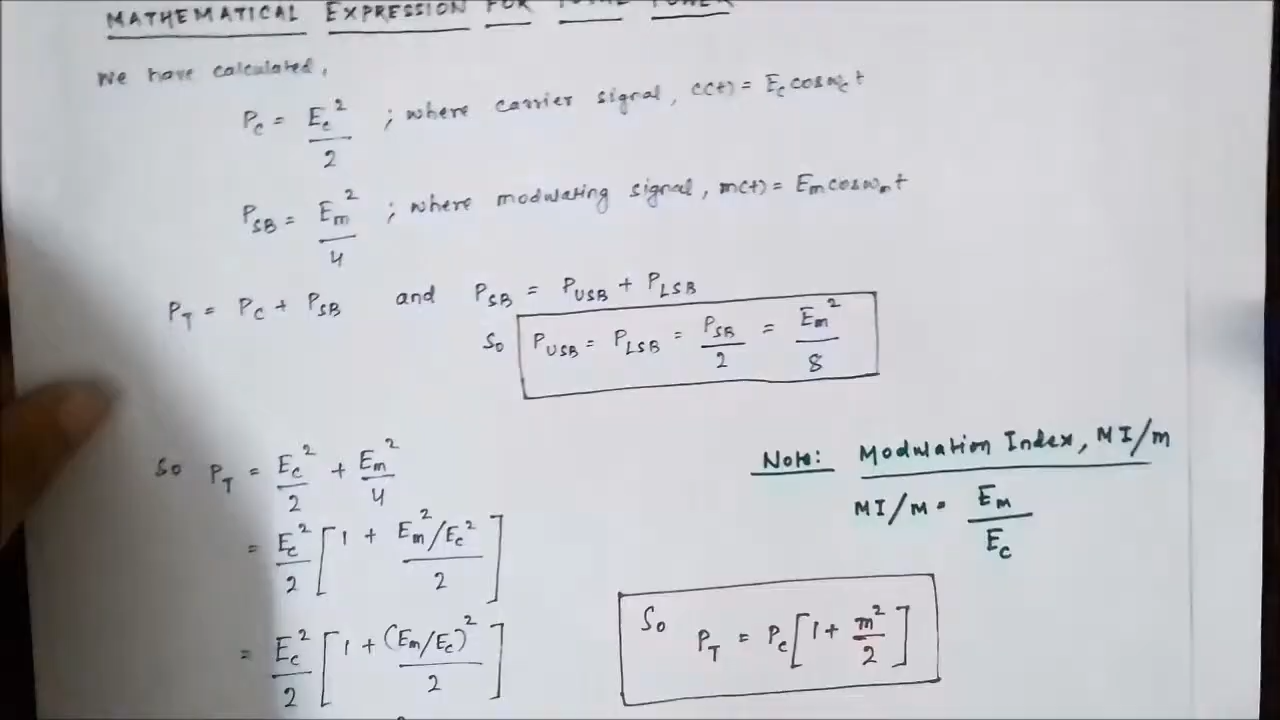 MATHEMATICAL EXPRESSION FOR TOTAL POWER
We have calculated,
Pc = Ec²/2 ; where carrier signal, c(t) = Ec cosωct
PSB = Em²/4 ; where modulating signal, m(t) = Em cosωmt
PT = PC + PSB and PSB = PUSB + PLSB
So PUSB = PLSB = PSB/2 = Em²/8
So PT = Ec²/2 + Em²/4
= Ec²/2 [1 + Em²/Ec²/2]
= Ec²/2 [1 + (Em/Ec)²/2]
Note: Modulation Index, MI/m
MI/m = Em/Ec
So PT = Pc [1 + m²/2]